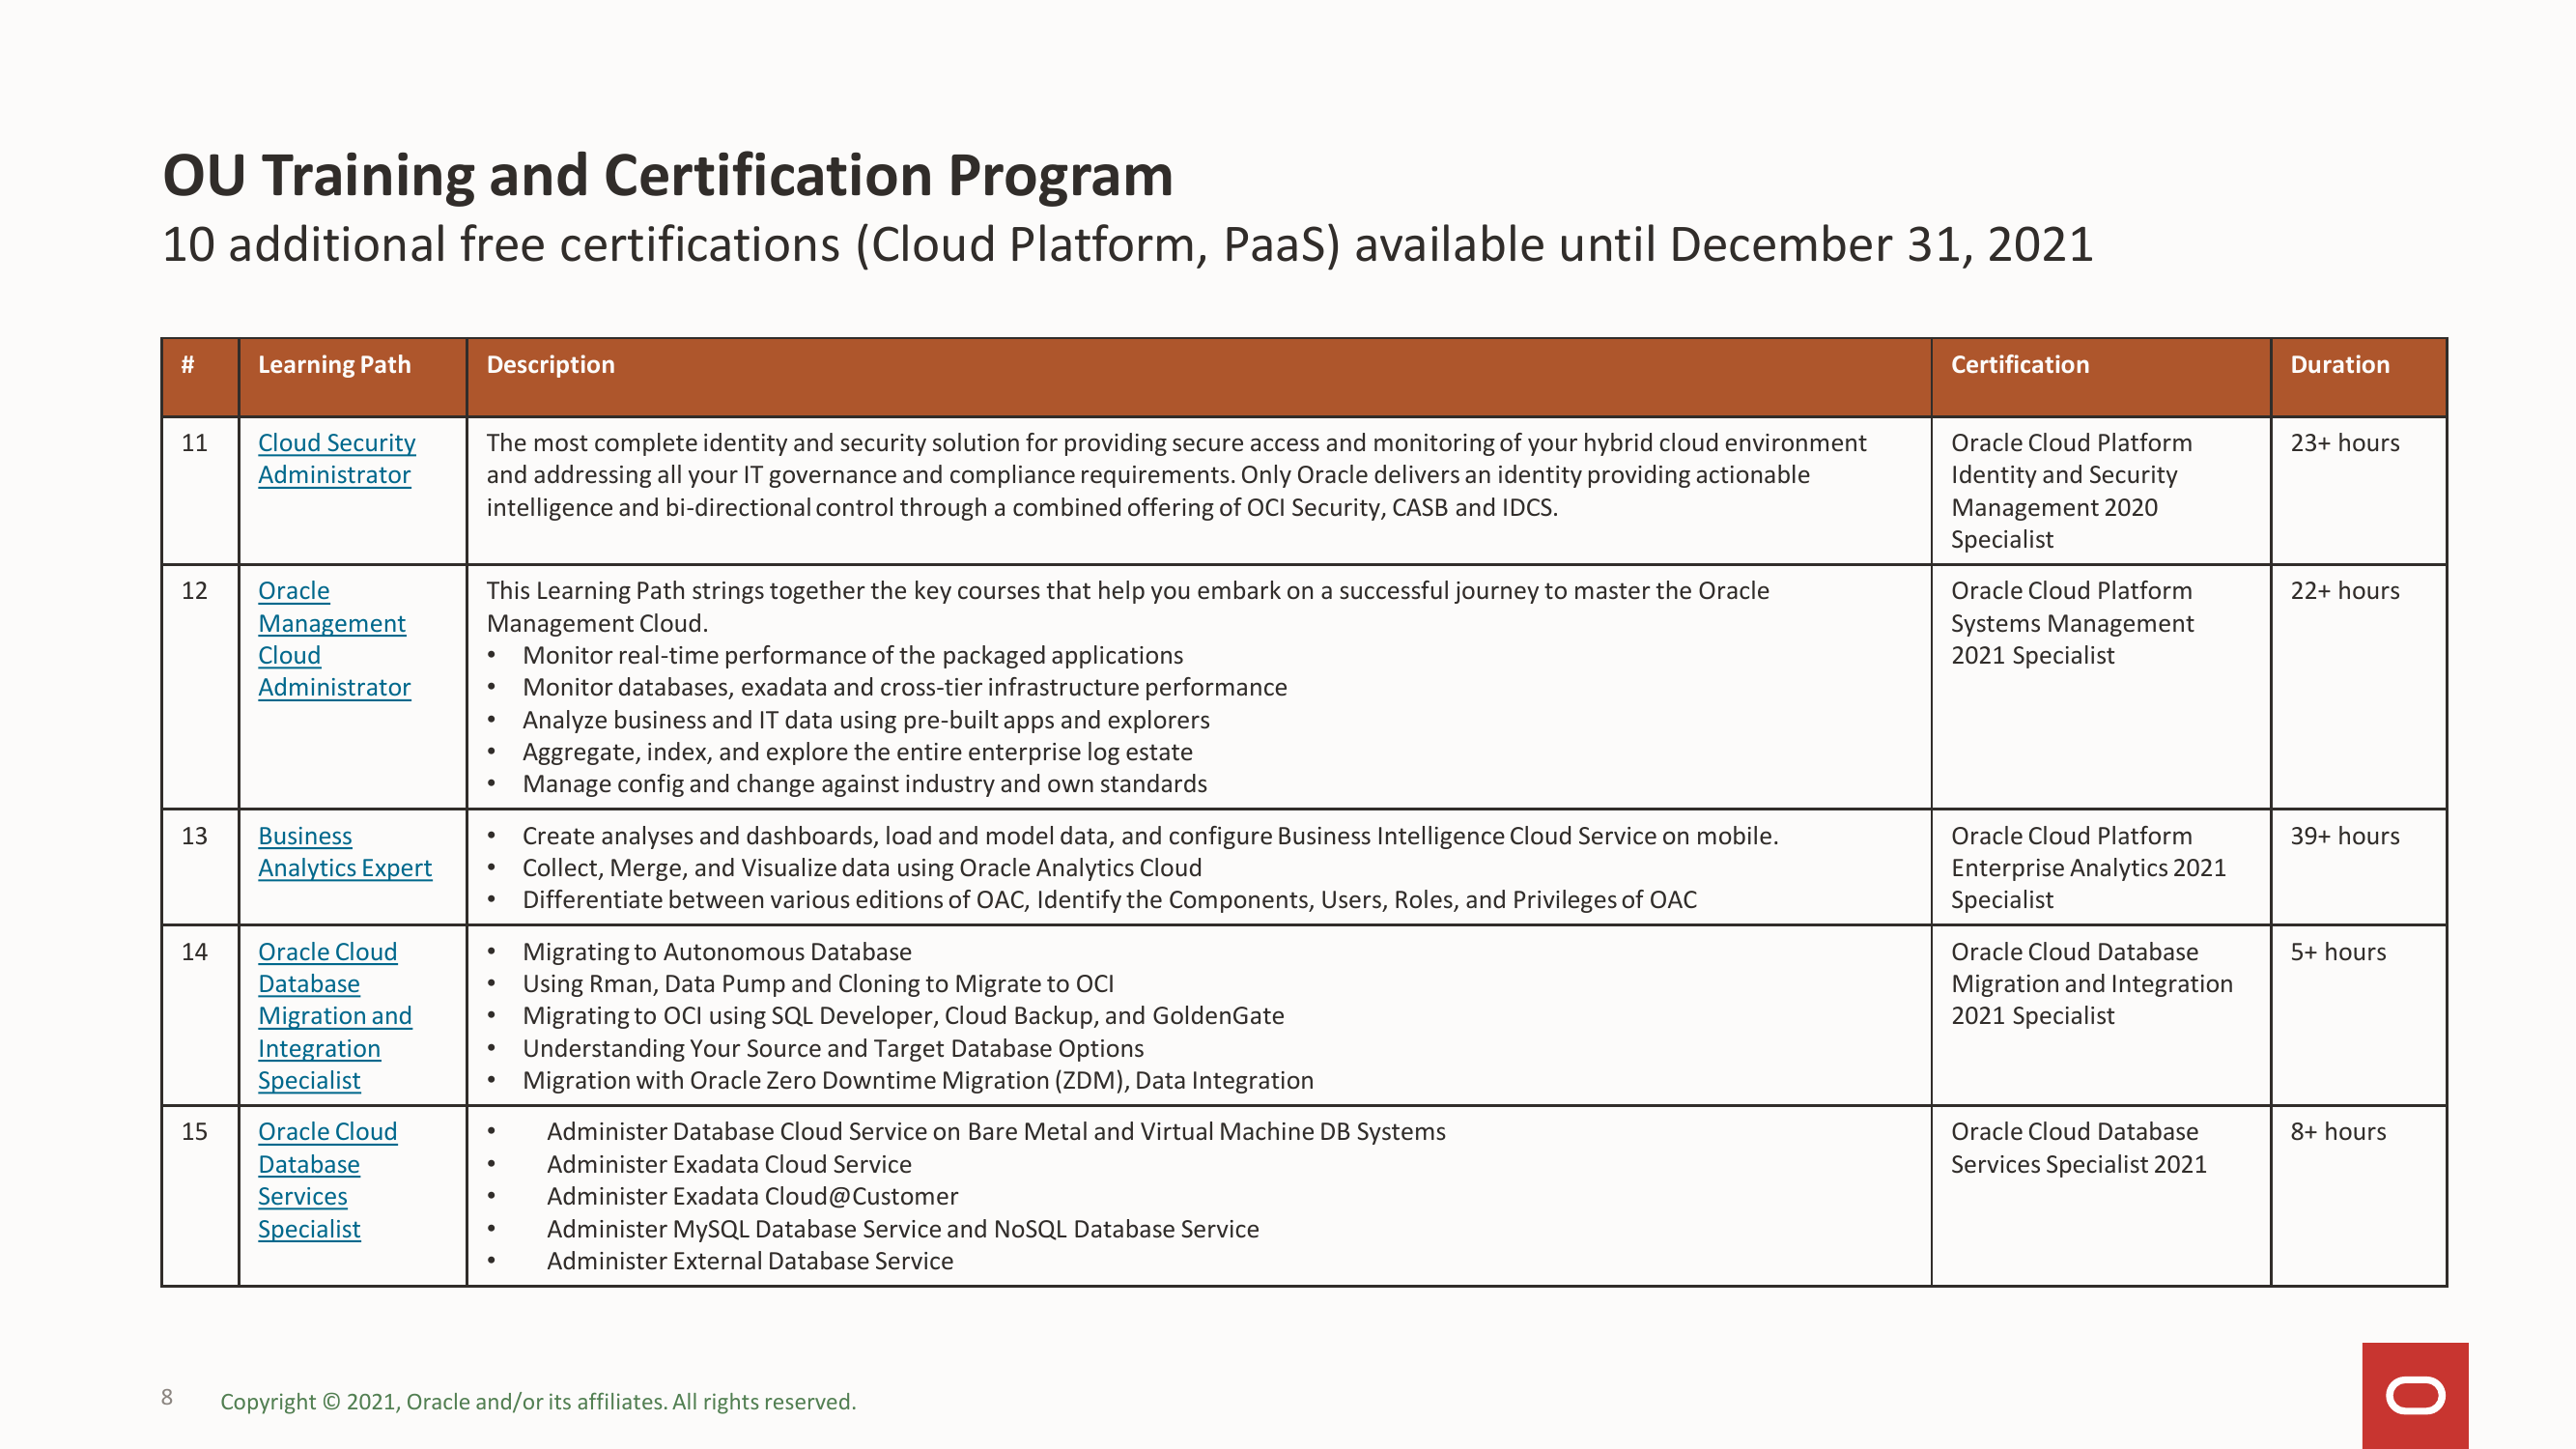 OU Training and Certification Program
10 additional free certifications (Cloud Platform, PaaS) available until December 31, 2021
# Learning Path Description Certification Duration
11
Cloud Security
Administrator
The most complete identity and security solution for providing secure access and monitoring of your hybrid cloud environment
and addressing all your IT governance and compliance requirements. Only Oracle delivers an identity providing actionable
intelligence and bi-directional control through a combined offering of OCI Security, CASB and IDCS.
Oracle Cloud Platform
Identity and Security
Management 2020
Specialist
23+ hours
12
Oracle
Management
Cloud
Administrator
This Learning Path strings together the key courses that help you embark on a successful journey to master the Oracle
Management Cloud.
• Monitor real-time performance of the packaged applications
• Monitor databases, exadata and cross-tier infrastructure performance
• Analyze business and IT data using pre-built apps and explorers
• Aggregate, index, and explore the entire enterprise log estate
• Manage config and change against industry and own standards
Oracle Cloud Platform
Systems Management
2021 Specialist
22+ hours
13
Business
Analytics Expert
• Create analyses and dashboards, load and model data, and configure Business Intelligence Cloud Service on mobile.
• Collect, Merge, and Visualize data using Oracle Analytics Cloud
• Differentiate between various editions of OAC, Identify the Components, Users, Roles, and Privileges of OAC
Oracle Cloud Platform
Enterprise Analytics 2021
Specialist
39+ hours
14
Oracle Cloud
Database
Migration and
Integration
Specialist
• Migrating to Autonomous Database
• Using Rman, Data Pump and Cloning to Migrate to OCI
• Migrating to OCI using SQL Developer, Cloud Backup, and GoldenGate
• Understanding Your Source and Target Database Options
• Migration with Oracle Zero Downtime Migration (ZDM), Data Integration
Oracle Cloud Database
Migration and Integration
2021 Specialist
5+ hours
15
Oracle Cloud
Database
Services
Specialist
• Administer Database Cloud Service on Bare Metal and Virtual Machine DB Systems
• Administer Exadata Cloud Service
• Administer Exadata Cloud@Customer
• Administer MySQL Database Service and NoSQL Database Service
• Administer External Database Service
Oracle Cloud Database
Services Specialist 2021
8+ hours
8 Copyright © 2021, Oracle and/or its affiliates. All rights reserved.